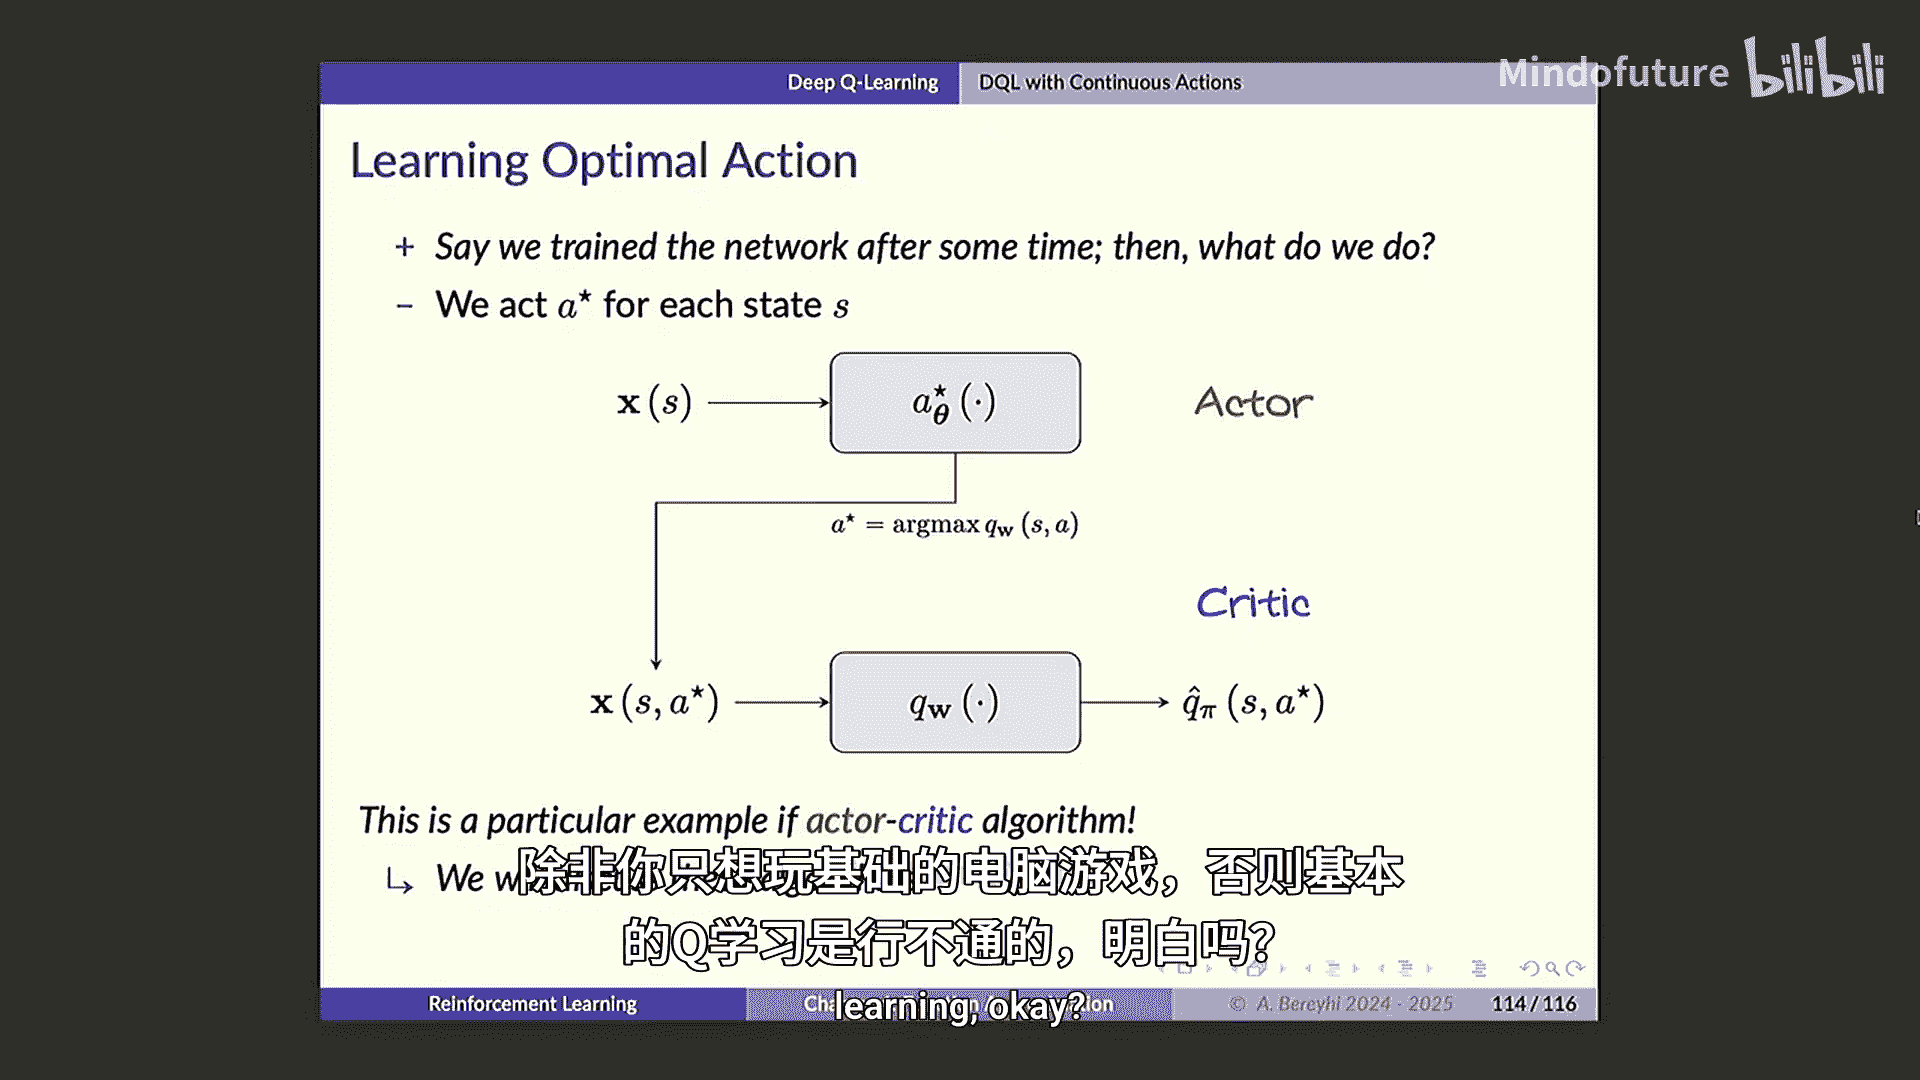 Mindofuture bilibili
Deep Q-Learning DQL with Continuous Actions
Learning Optimal Action
+ Say we trained the network after some time; then, what do we do?
– We act a⋆ for each state s
x(s) a⋆θ(·) Actor
a⋆ = argmax q_w(s, a)
Critic
x(s, a⋆) q_w(·) q̂π(s, a⋆)
This is a particular example if actor-critic algorithm!
↳ We
除非你只想玩基础的电脑游戏，否则基本
的Q学习是行不通的，明白吗？
Reinforcement Learning © A. Bereyhi 2024 - 2025 114 / 116
learning, okay?